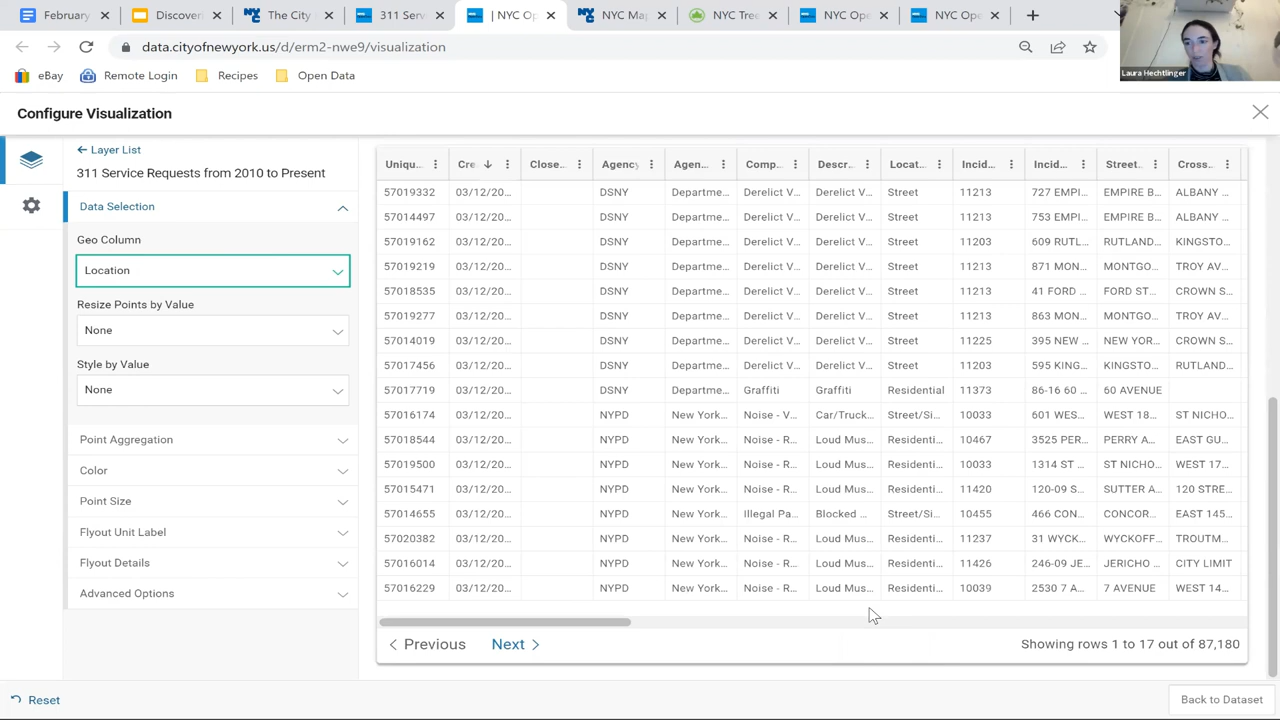 February
Discove
The City
311 Serv
| NYC Op
NYC Ma
NYC Tree
NYC Ope
NYC Ope
data.cityofnewyork.us/d/erm2-nwe9/visualization
eBay Remote Login Recipes Open Data
Laura Hechtlinger
Configure Visualization
Layer List
311 Service Requests from 2010 to Present
Data Selection
Geo Column
Location
Resize Points by Value
None
Style by Value
None
Point Aggregation
Color
Point Size
Flyout Unit Label
Flyout Details
Advanced Options
Reset
Uniqu... Cre Close... Agency Agen... Comp... Descr... Locat... Incid... Incid... Street... Cross...
57019332 03/12/20... DSNY Departme... Derelict V... Derelict V... Street 11213 727 EMPI... EMPIRE B... ALBANY ...
57014497 03/12/20... DSNY Departme... Derelict V... Derelict V... Street 11213 753 EMPI... EMPIRE B... ALBANY ...
57019162 03/12/20... DSNY Departme... Derelict V... Derelict V... Street 11203 609 RUTL... RUTLAND... KINGSTO...
57019219 03/12/20... DSNY Departme... Derelict V... Derelict V... Street 11213 871 MON... MONTGO... TROY AV...
57018535 03/12/20... DSNY Departme... Derelict V... Derelict V... Street 11213 41 FORD ... FORD ST... CROWN S...
57019277 03/12/20... DSNY Departme... Derelict V... Derelict V... Street 11213 863 MON... MONTGO... TROY AV...
57014019 03/12/20... DSNY Departme... Derelict V... Derelict V... Street 11225 395 NEW ... NEW YOR... CROWN S...
57017456 03/12/20... DSNY Departme... Derelict V... Derelict V... Street 11203 595 KING... KINGSTO... RUTLAND...
57017719 03/12/20... DSNY Departme... Graffiti Graffiti Residential 11373 86-16 60 ... 60 AVENUE
57016174 03/12/20... NYPD New York... Noise - V... Car/Truck... Street/Si... 10033 601 WES... WEST 18... ST NICHO...
57018544 03/12/20... NYPD New York... Noise - R... Loud Mus... Residenti... 10467 3525 PER... PERRY A... EAST GU...
57019500 03/12/20... NYPD New York... Noise - R... Loud Mus... Residenti... 10033 1314 ST ... ST NICHO... WEST 17...
57015471 03/12/20... NYPD New York... Noise - R... Loud Mus... Residenti... 11420 120-09 S... SUTTER A... 120 STRE...
57014655 03/12/20... NYPD New York... Illegal Pa... Blocked ... Street/Si... 10455 466 CON... CONCOR... EAST 145...
57020382 03/12/20... NYPD New York... Noise - R... Loud Mus... Residenti... 11237 31 WYCK... WYCKOFF... TROUTM...
57016014 03/12/20... NYPD New York... Noise - R... Loud Mus... Residenti... 11426 246-09 JE... JERICHO ... CITY LIMIT
57016229 03/12/20... NYPD New York... Noise - R... Loud Mus... Residenti... 10039 2530 7 A... 7 AVENUE WEST 14...
Previous Next Showing rows 1 to 17 out of 87,180
Back to Dataset